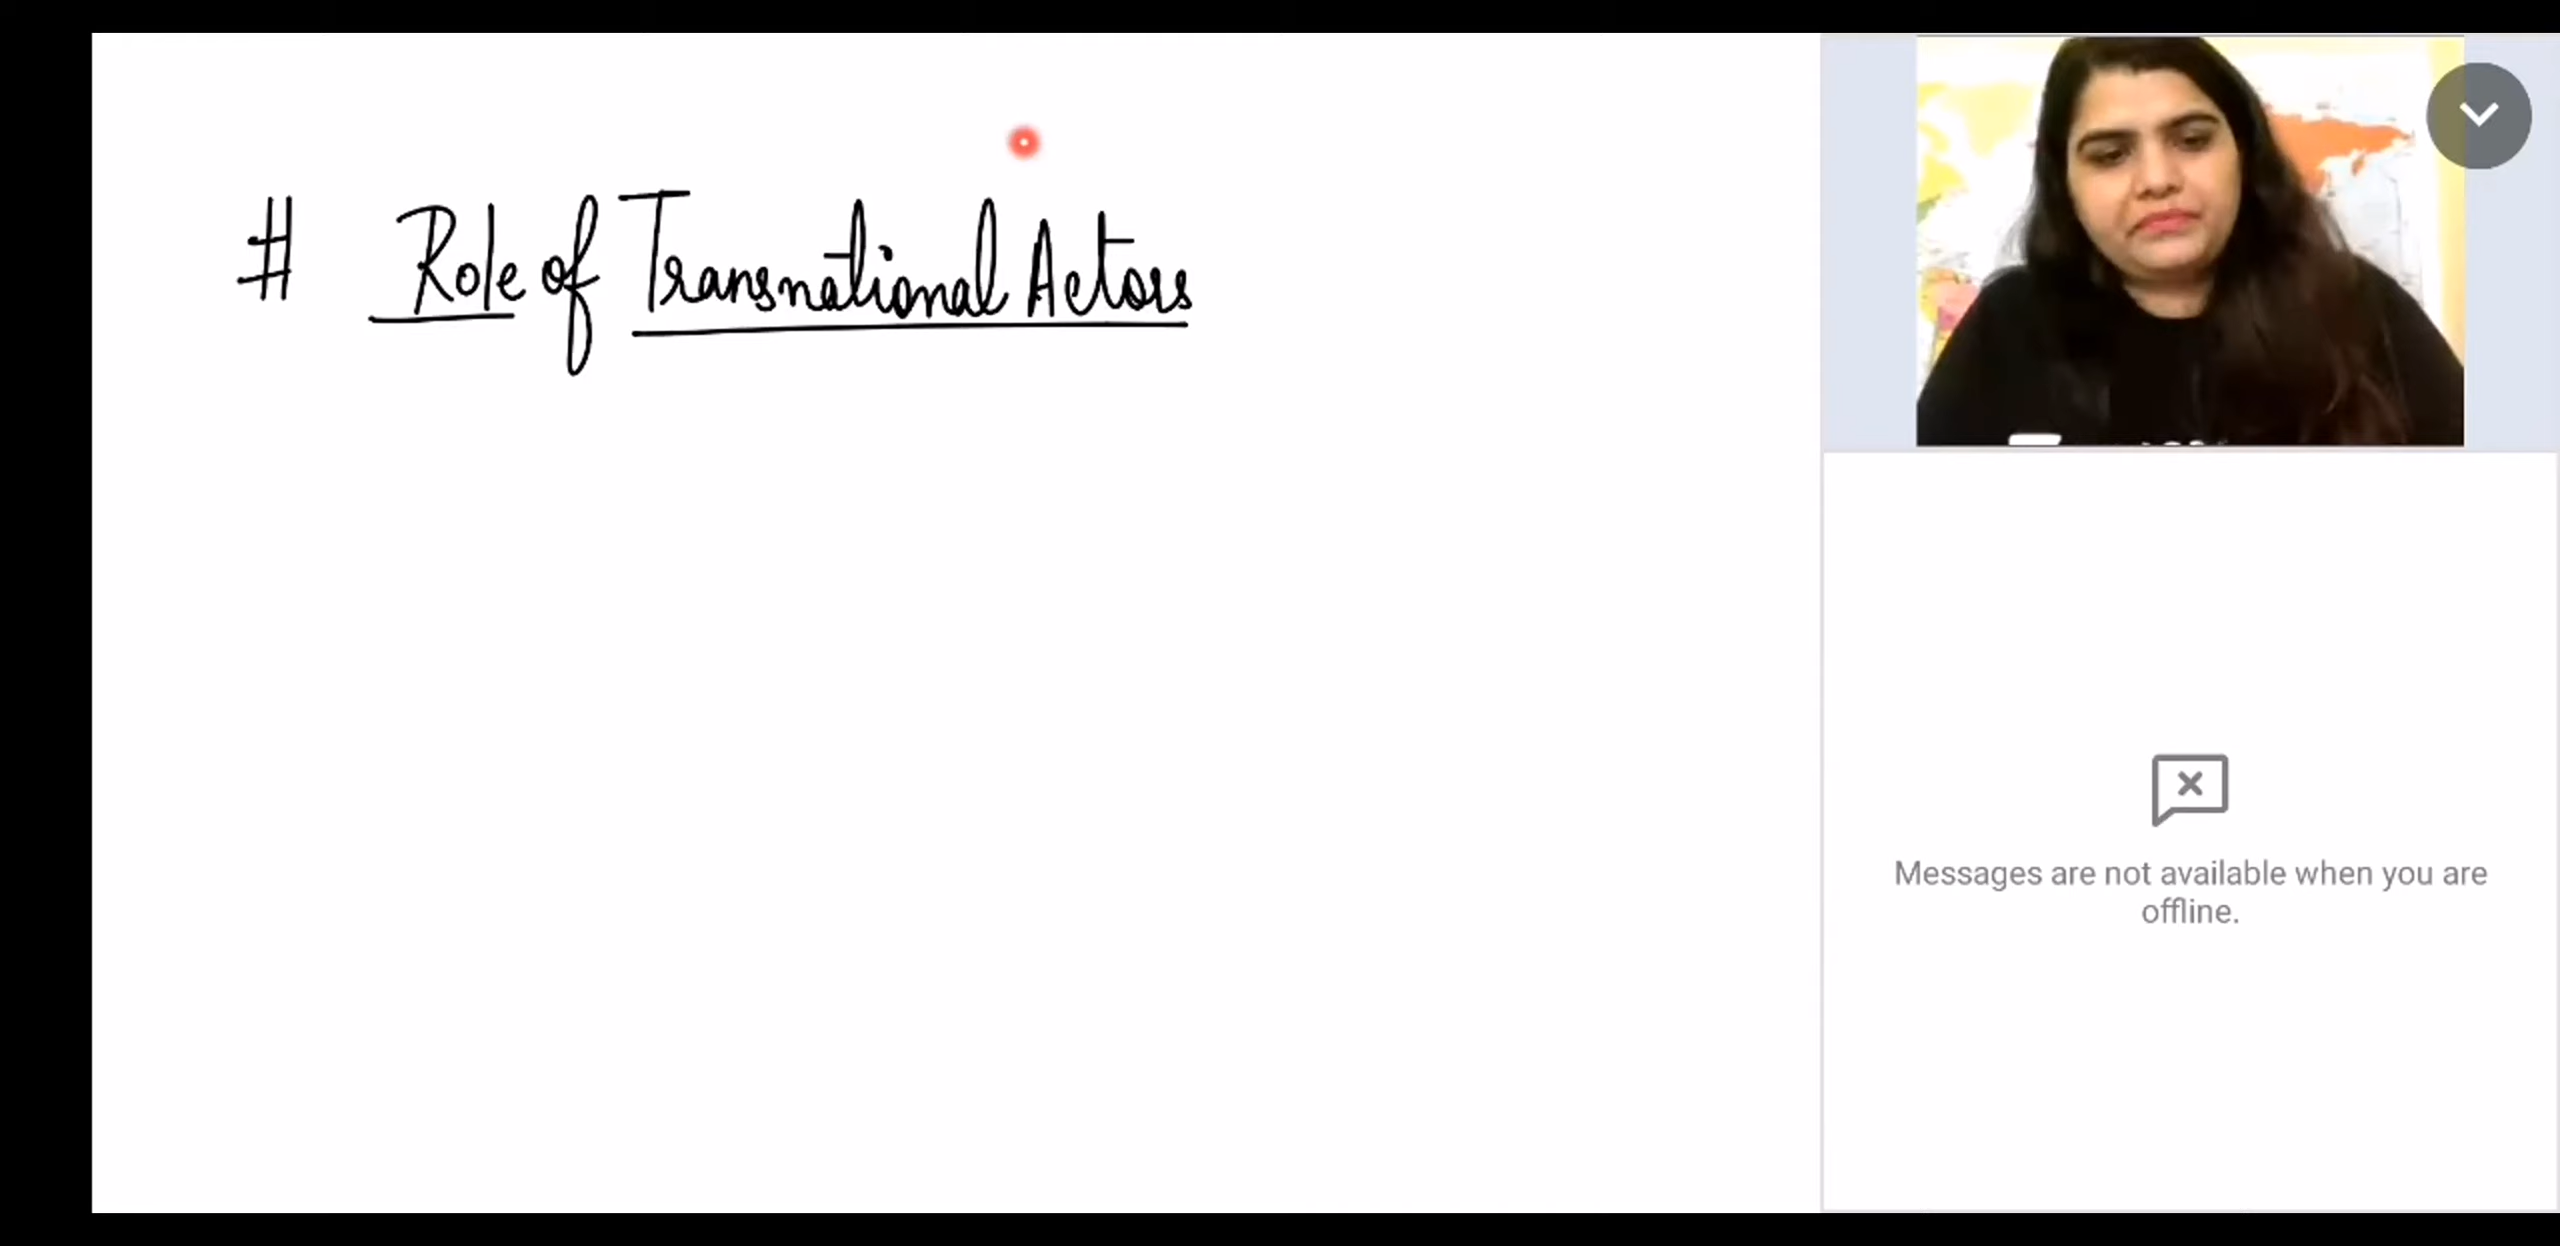 # Role of Transnational Actors
Messages are not available when you are
offline.